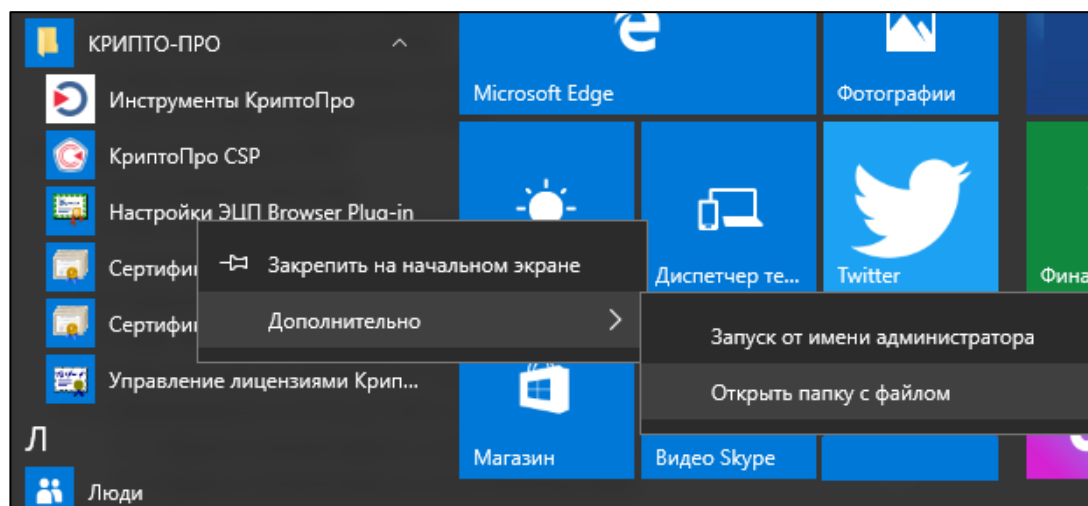 КРИПТО-ПРО
Инструменты КриптоПро
КриптоПро CSP
Настройки ЭЦП Browser Plug-in
Сертифи
Сертифи
Управление лицензиями Крип...
Л
Люди
Microsoft Edge
Фотографии
Диспетчер те...
Twitter
Фина
Закрепить на начальном экране
Дополнительно
Запуск от имени администратора
Открыть папку с файлом
Магазин
Видео Skype